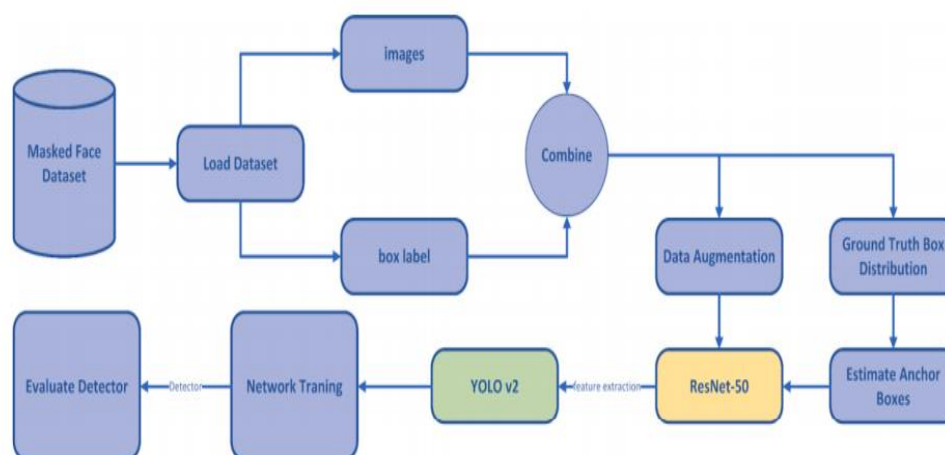 images
Masked Face
Dataset
Load Dataset
Combine
box label
Data Augmentation
Ground Truth Box
Distribution
Evaluate Detector
Detector
Network Traning
YOLO v2
feature extraction
ResNet-50
Estimate Anchor
Boxes